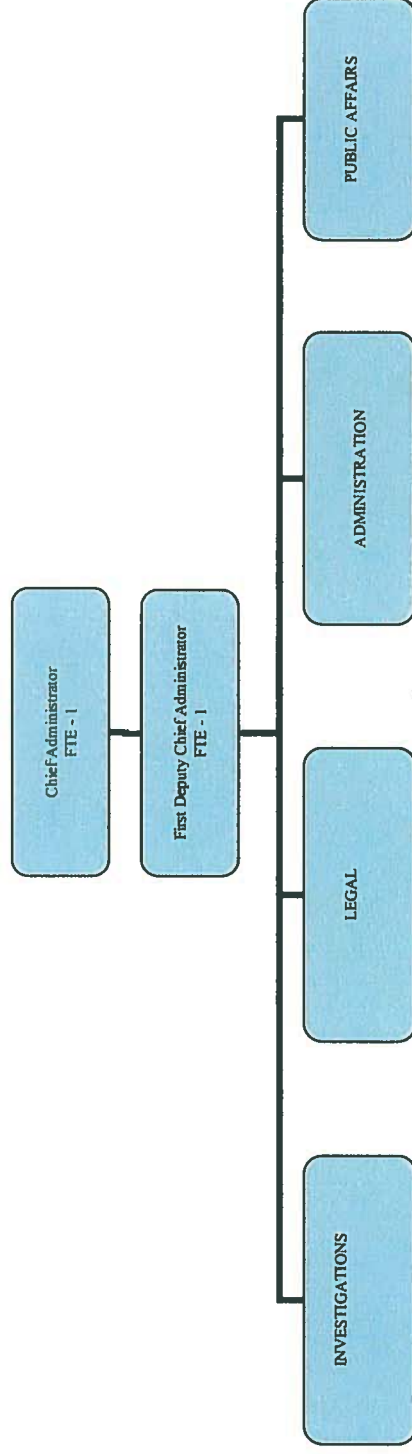 Chief Administrator
FTE - 1
First Deputy Chief Administrator
FTE - 1
INVESTIGATIONS
LEGAL
ADMINISTRATION
PUBLIC AFFAIRS